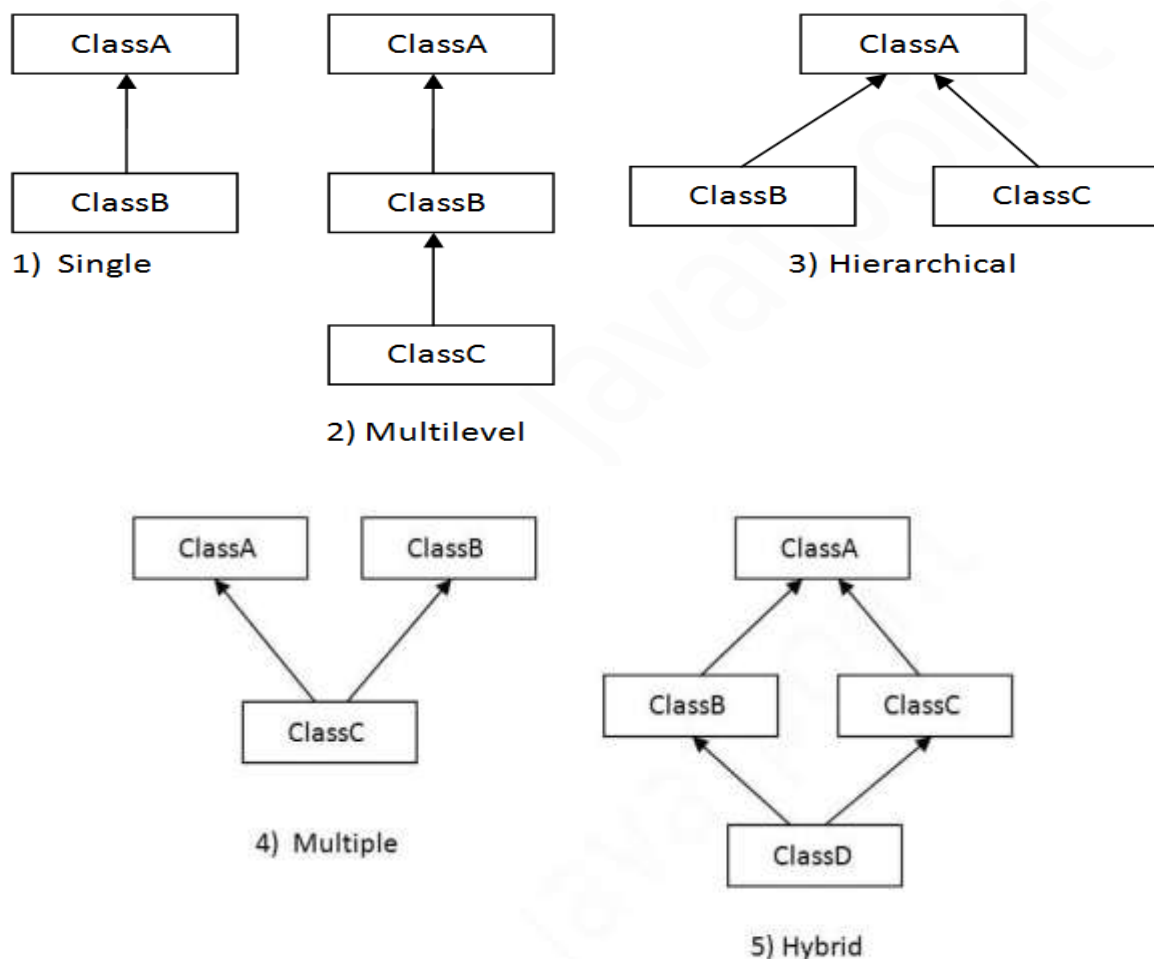 ClassA
ClassB
1) Single
ClassA
ClassB
ClassC
2) Multilevel
ClassA
ClassB ClassC
3) Hierarchical
ClassA ClassB
ClassC
4) Multiple
ClassA
ClassB ClassC
ClassD
5) Hybrid